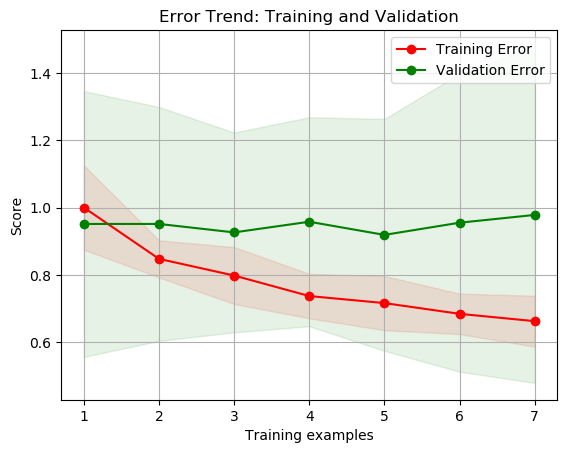 Error Trend: Training and Validation
Training Error
Validation Error
Score
1.4
1.2
1.0
0.8
0.6
1 2 3 4 5 6 7
Training examples